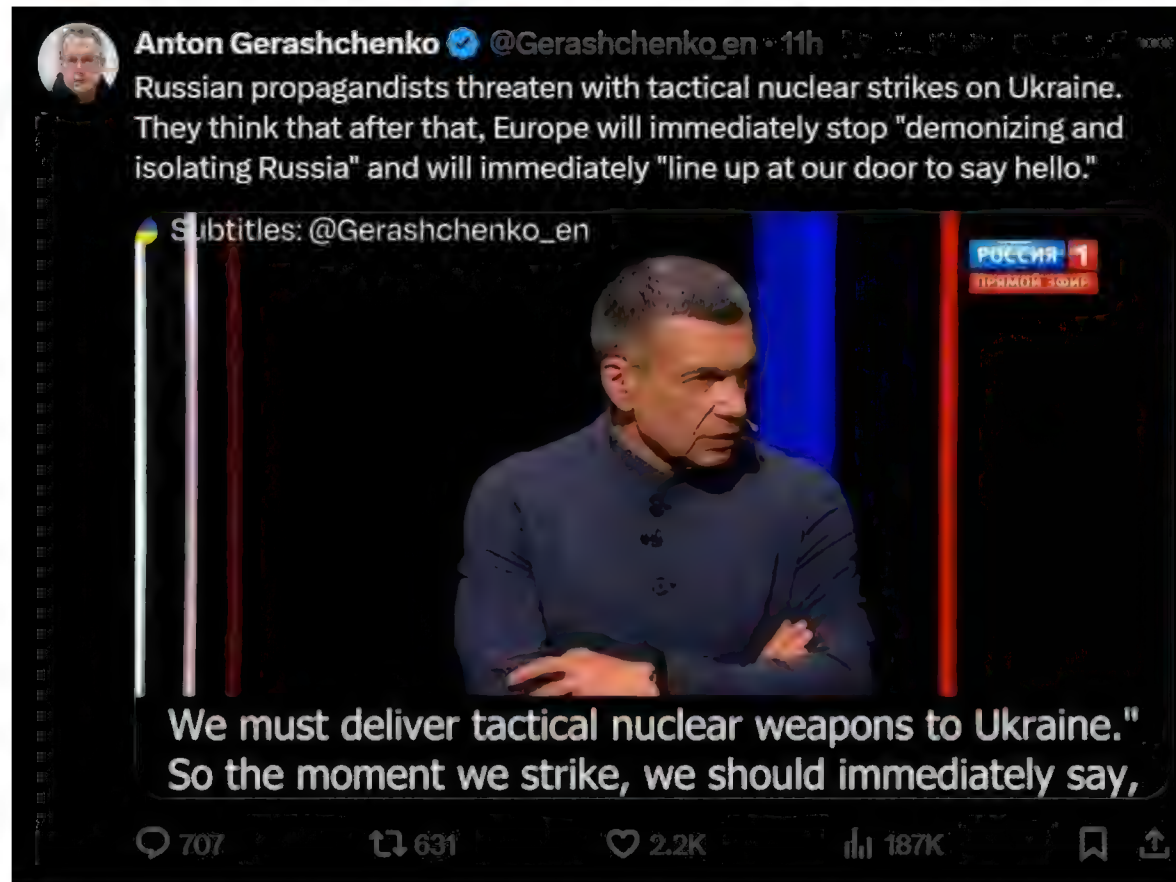 Anton Gerashchenko @Gerashchenko_en · 11h
Russian propagandists threaten with tactical nuclear strikes on Ukraine.
They think that after that, Europe will immediately stop "demonizing and
isolating Russia" and will immediately "line up at our door to say hello."
Subtitles: @Gerashchenko_en
РОССИЯ 1
ПРЯМОЙ ЭФИР
We must deliver tactical nuclear weapons to Ukraine."
So the moment we strike, we should immediately say,
707 631 2.2K 187K